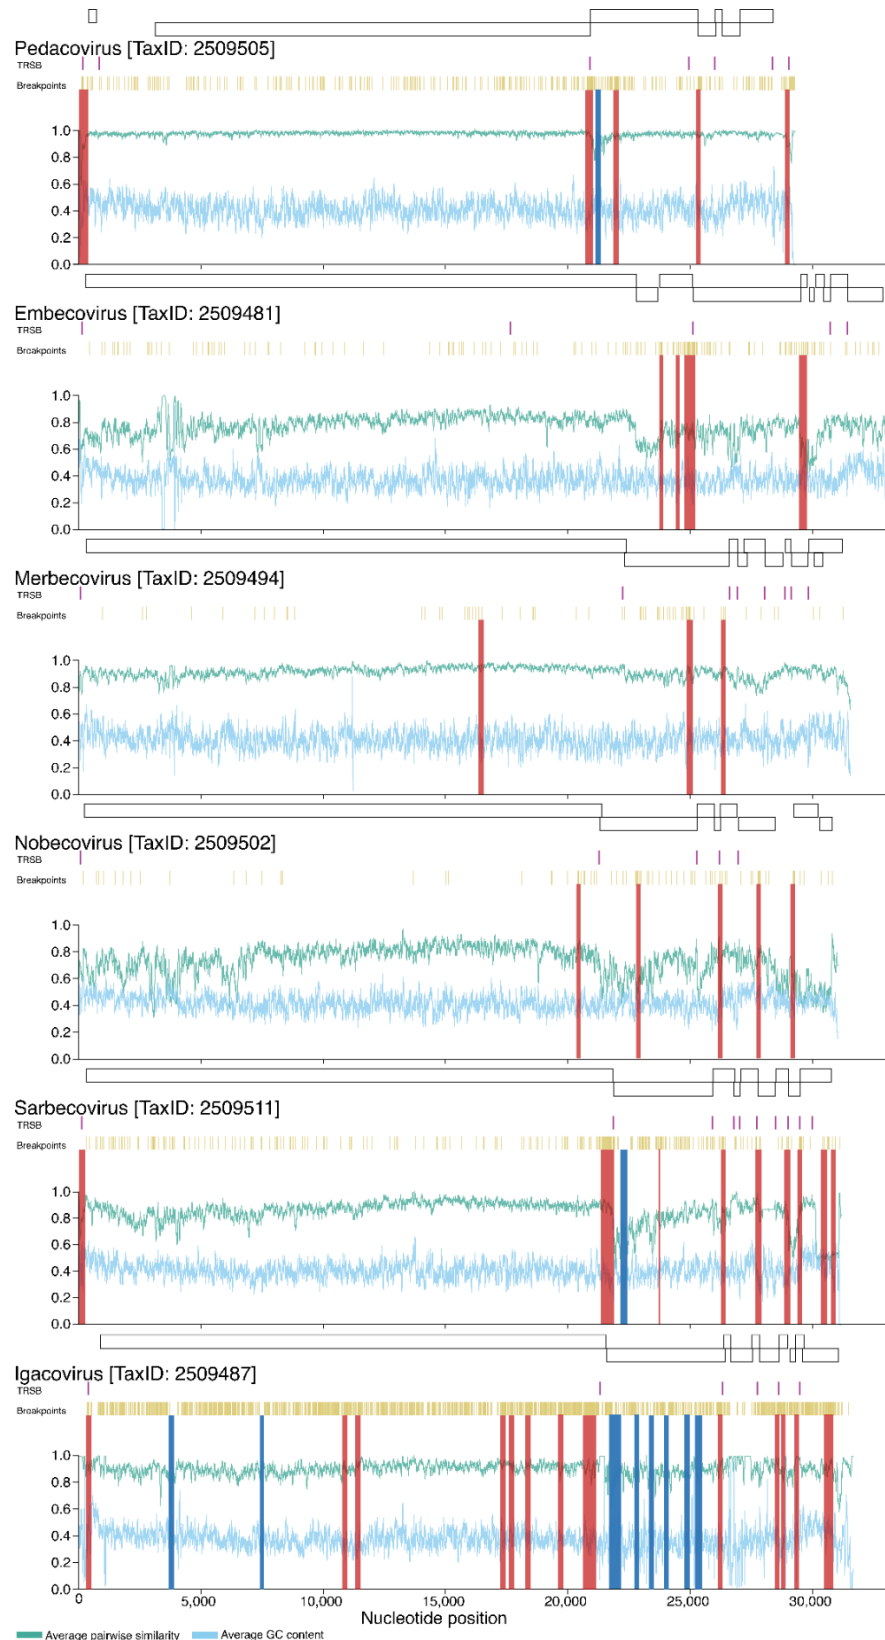 Pedacovirus [TaxID: 2509505]
TRSB
Breakpoints
1.0
0.8
0.6
0.4
0.2
0.0
Embecovirus [TaxID: 2509481]
TRSB
Breakpoints
1.0
0.8
0.6
0.4
0.2
0.0
Merbecovirus [TaxID: 2509494]
TRSB
Breakpoints
1.0
0.8
0.6
0.4
0.2
0.0
Nobecovirus [TaxID: 2509502]
TRSB
Breakpoints
1.0
0.8
0.6
0.4
0.2
0.0
Sarbecovirus [TaxID: 2509511]
TRSB
Breakpoints
1.0
0.8
0.6
0.4
0.2
0.0
Igacovirus [TaxID: 2509487]
TRSB
Breakpoints
1.0
0.8
0.6
0.4
0.2
0.0
0 5,000 10,000 15,000 20,000 25,000 30,000
Nucleotide position
Average pairwise similarity Average GC content